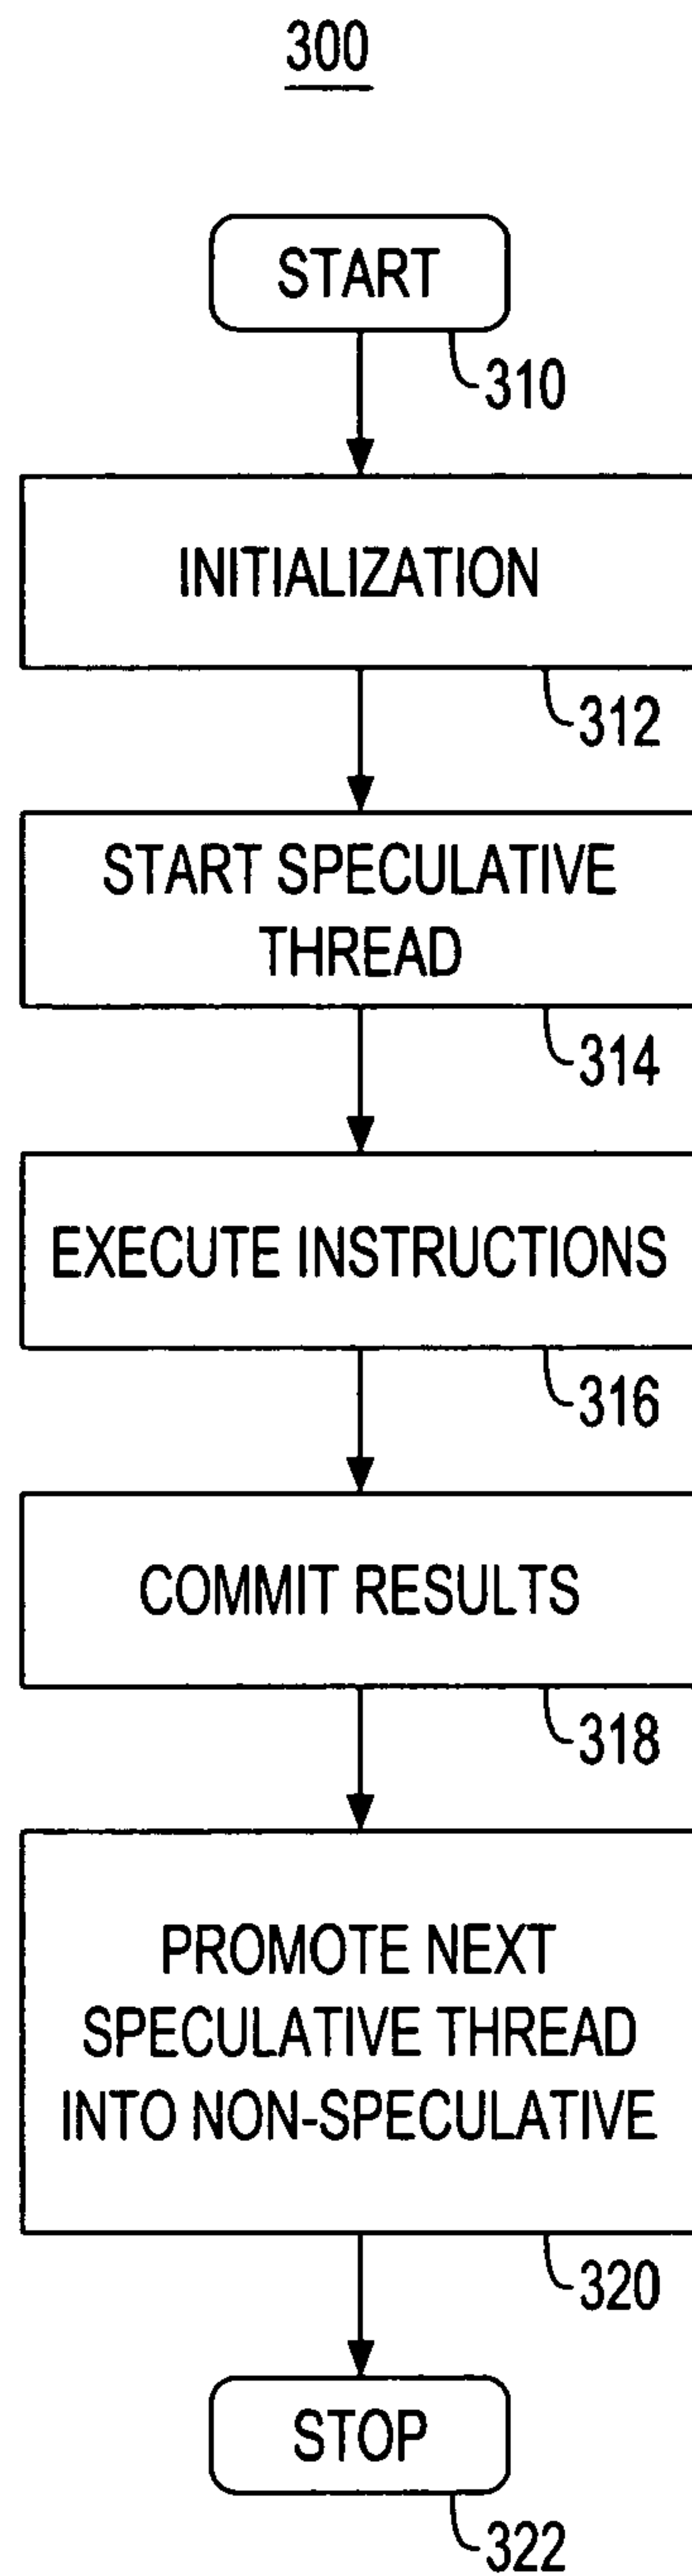 300
START
310
INITIALIZATION
312
START SPECULATIVE
THREAD
314
EXECUTE INSTRUCTIONS
316
COMMIT RESULTS
318
PROMOTE NEXT
SPECULATIVE THREAD
INTO NON-SPECULATIVE
320
STOP
322